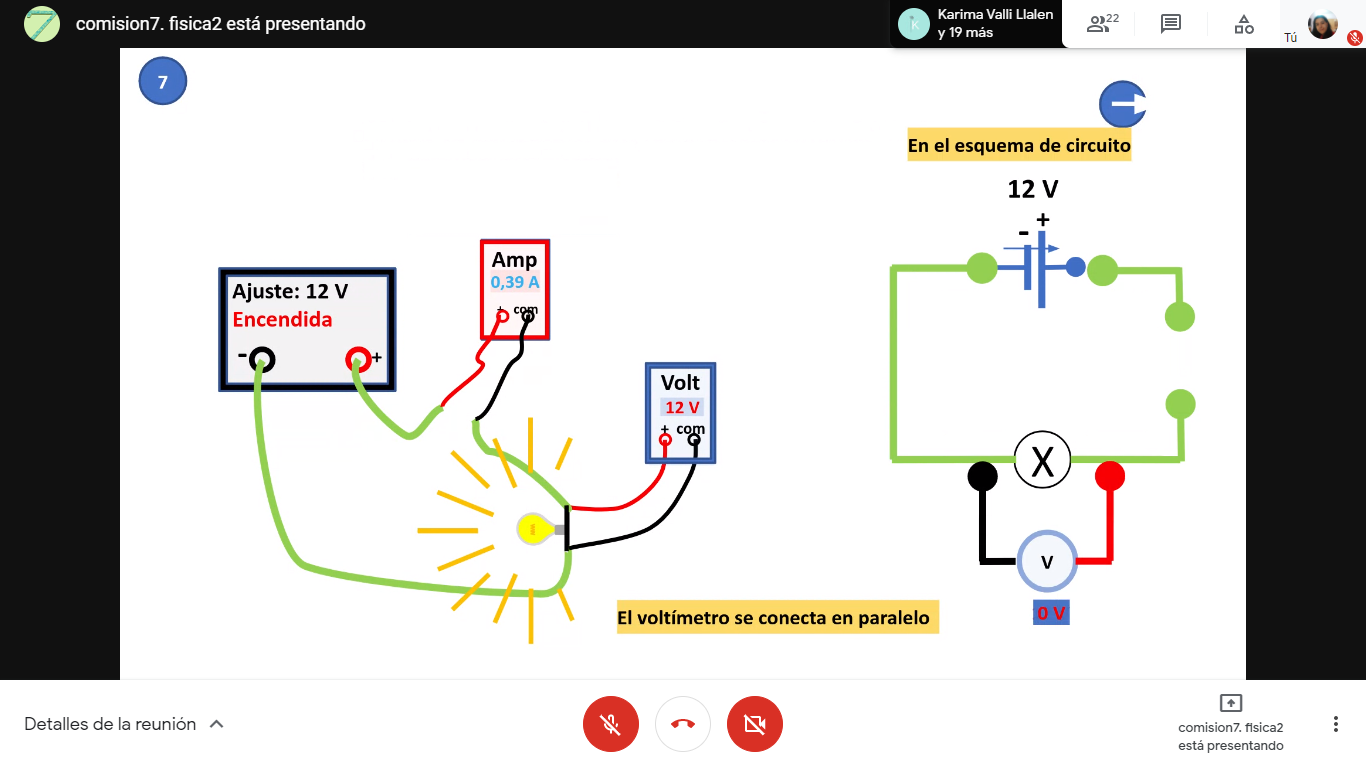 comision7. fisica2 está presentando
k
Karima Valli Llalen
y 19 más
22
Tú
7
En el esquema de circuito
12 V
- +
Amp
0,39 A
+ com
Ajuste: 12 V
Encendida
- +
Volt
12 V
+ com
X
V
0 V
El voltímetro se conecta en paralelo
Detalles de la reunión
comision7. fisica2
está presentando